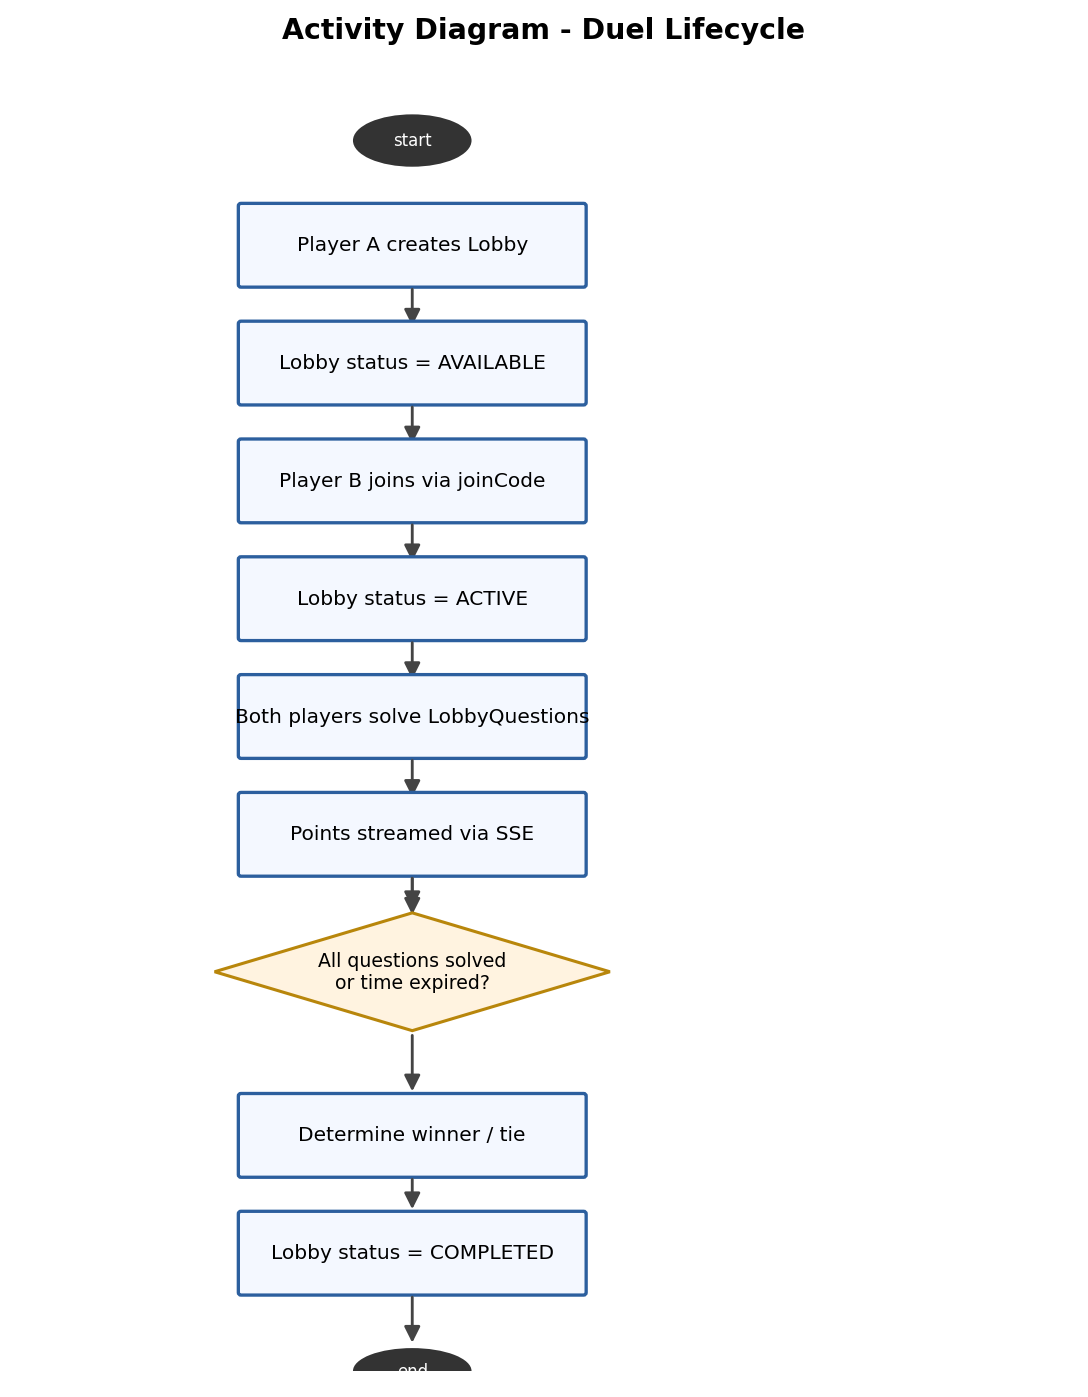 Activity Diagram - Duel Lifecycle
start
Player A creates Lobby
Lobby status = AVAILABLE
Player B joins via joinCode
Lobby status = ACTIVE
Both players solve LobbyQuestions
Points streamed via SSE
All questions solved
or time expired?
Determine winner / tie
Lobby status = COMPLETED
end